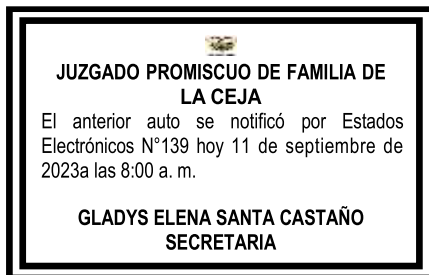 JUZGADO PROMISCUO DE FAMILIA DE
LA CEJA
El anterior auto se notificó por Estados
Electrónicos N°139 hoy 11 de septiembre de
2023a las 8:00 a. m.
GLADYS ELENA SANTA CASTAÑO
SECRETARIA